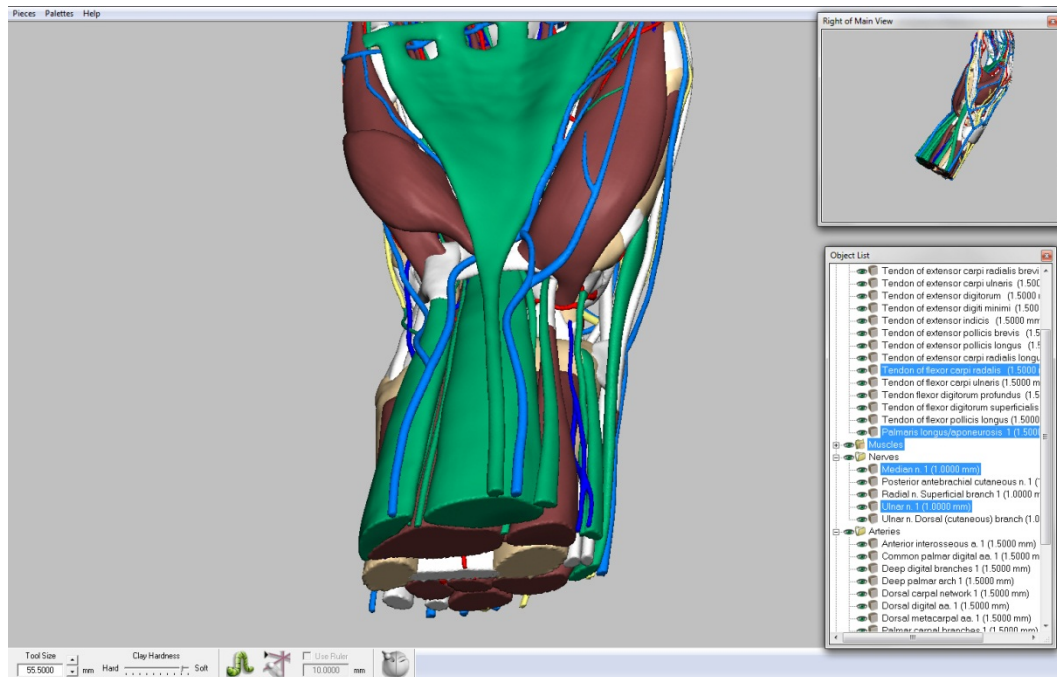 Pieces Palettes Help
Right of Main View
Object List
Tendon of extensor carpi radialis brevi
Tendon of extensor carpi ulnaris (1.500
Tendon of extensor digitorum (1.5000 m
Tendon of extensor digiti minimi (1.500
Tendon of extensor indicis (1.5000 mm
Tendon of extensor pollicis brevis (1.5
Tendon of extensor pollicis longus (1.5
Tendon of extensor carpi radialis longu
Tendon of flexor carpi radalis (1.5000 m
Tendon of flexor carpi ulnaris (1.5000 m
Tendon flexor digitorum profundus (1.5
Tendon of flexor digitorum superficialis
Tendon of flexor pollicis longus (1.5000
Palmaris longus/aponeurosis 1 (1.5000
Muscles
Nerves
Median n. 1 (1.0000 mm)
Posterior antebrachial cutaneous n. 1 (1
Radial n. Superficial branch 1 (1.0000 m
Ulnar n. 1 (1.0000 mm)
Ulnar n. Dorsal (cutaneous) branch (1.0
Arteries
Anterior interosseous a. 1 (1.5000 mm)
Common palmar digital aa. 1 (1.5000 m
Deep digital branches 1 (1.5000 mm)
Deep palmar arch 1 (1.5000 mm)
Dorsal carpal network 1 (1.5000 mm)
Dorsal digital aa. 1 (1.5000 mm)
Dorsal metacarpal aa. 1 (1.5000 mm)
Palmar carpal branches 1 (1.5000 mm)
Tool Size
55.5000 mm
Clay Hardness
Hard Soft
Use Ruler
10.0000 mm